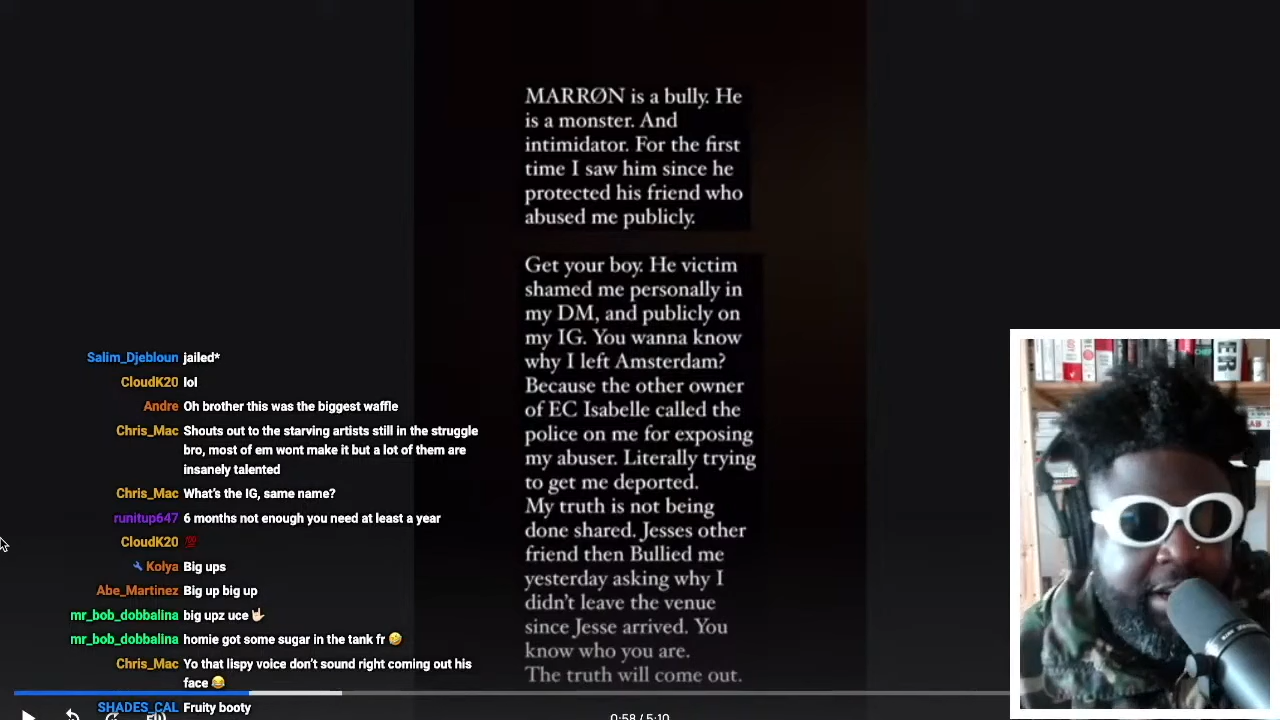 MARRØN is a bully. He
is a monster. And
intimidator. For the first
time I saw him since he
protected his friend who
abused me publicly.
Get your boy. He victim
shamed me personally in
my DM, and publicly on
my IG. You wanna know
why I left Amsterdam?
Because the other owner
of EC Isabelle called the
police on me for exposing
my abuser. Literally trying
to get me deported.
My truth is not being
done shared. Jesses other
friend then Bullied me
yesterday asking why I
didn't leave the venue
since Jesse arrived. You
know who you are.
The truth will come out.
Salim_Djebloun jailed*
CloudK20 lol
Andre Oh brother this was the biggest waffle
Chris_Mac Shouts out to the starving artists still in the struggle
bro, most of em wont make it but a lot of them are
insanely talented
Chris_Mac What's the IG, same name?
runitup647 6 months not enough you need at least a year
CloudK20 💯
Kolya Big ups
Abe_Martinez Big up big up
mr_bob_dobbalina big upz uce 🤟🏻
mr_bob_dobbalina homie got some sugar in the tank fr 🤣
Chris_Mac Yo that lispy voice don't sound right coming out his
face 😂
SHADES_CAL Fruity booty
0:58 / 5:10